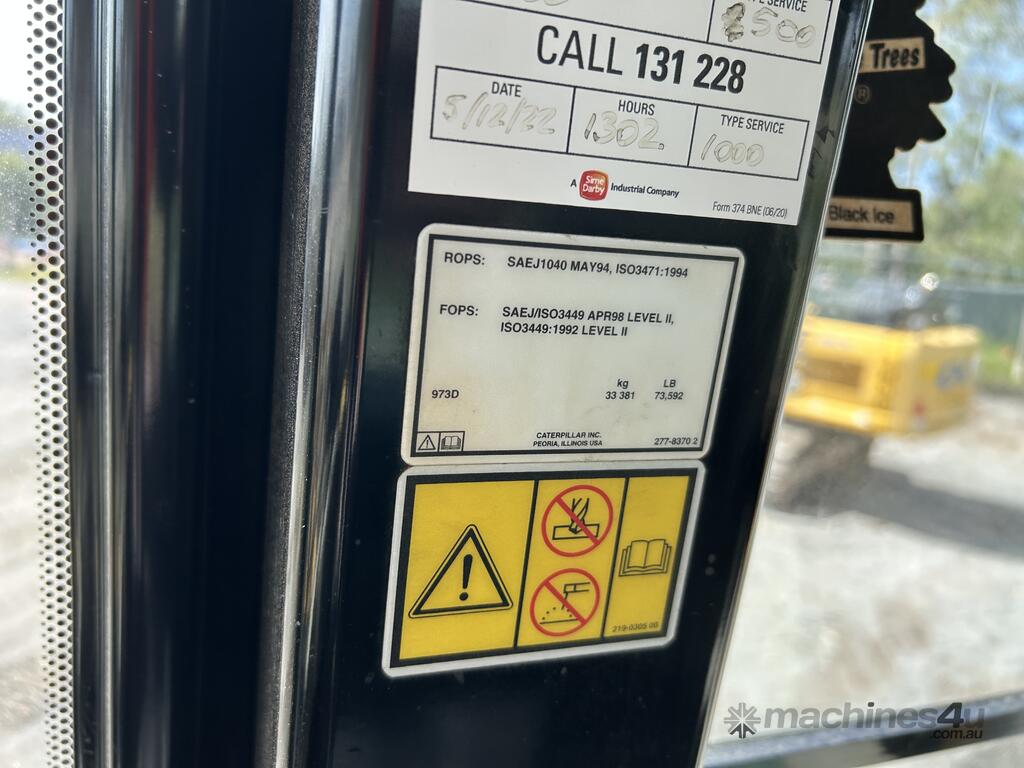 TYPE SERVICE
500
CALL 131 228
DATE HOURS TYPE SERVICE
5/12/22 1302 1000
A Sime Darby Industrial Company
Form 374 BNE (06/20)
Trees
®
Black Ice
ROPS: SAEJ1040 MAY94, ISO3471:1994
FOPS: SAEJ/ISO3449 APR98 LEVEL II,
ISO3449:1992 LEVEL II
kg LB
973D 33 381 73,592
CATERPILLAR INC.
PEORIA, ILLINOIS USA 277-8370 2
219-0305 00
machines4u
.com.au